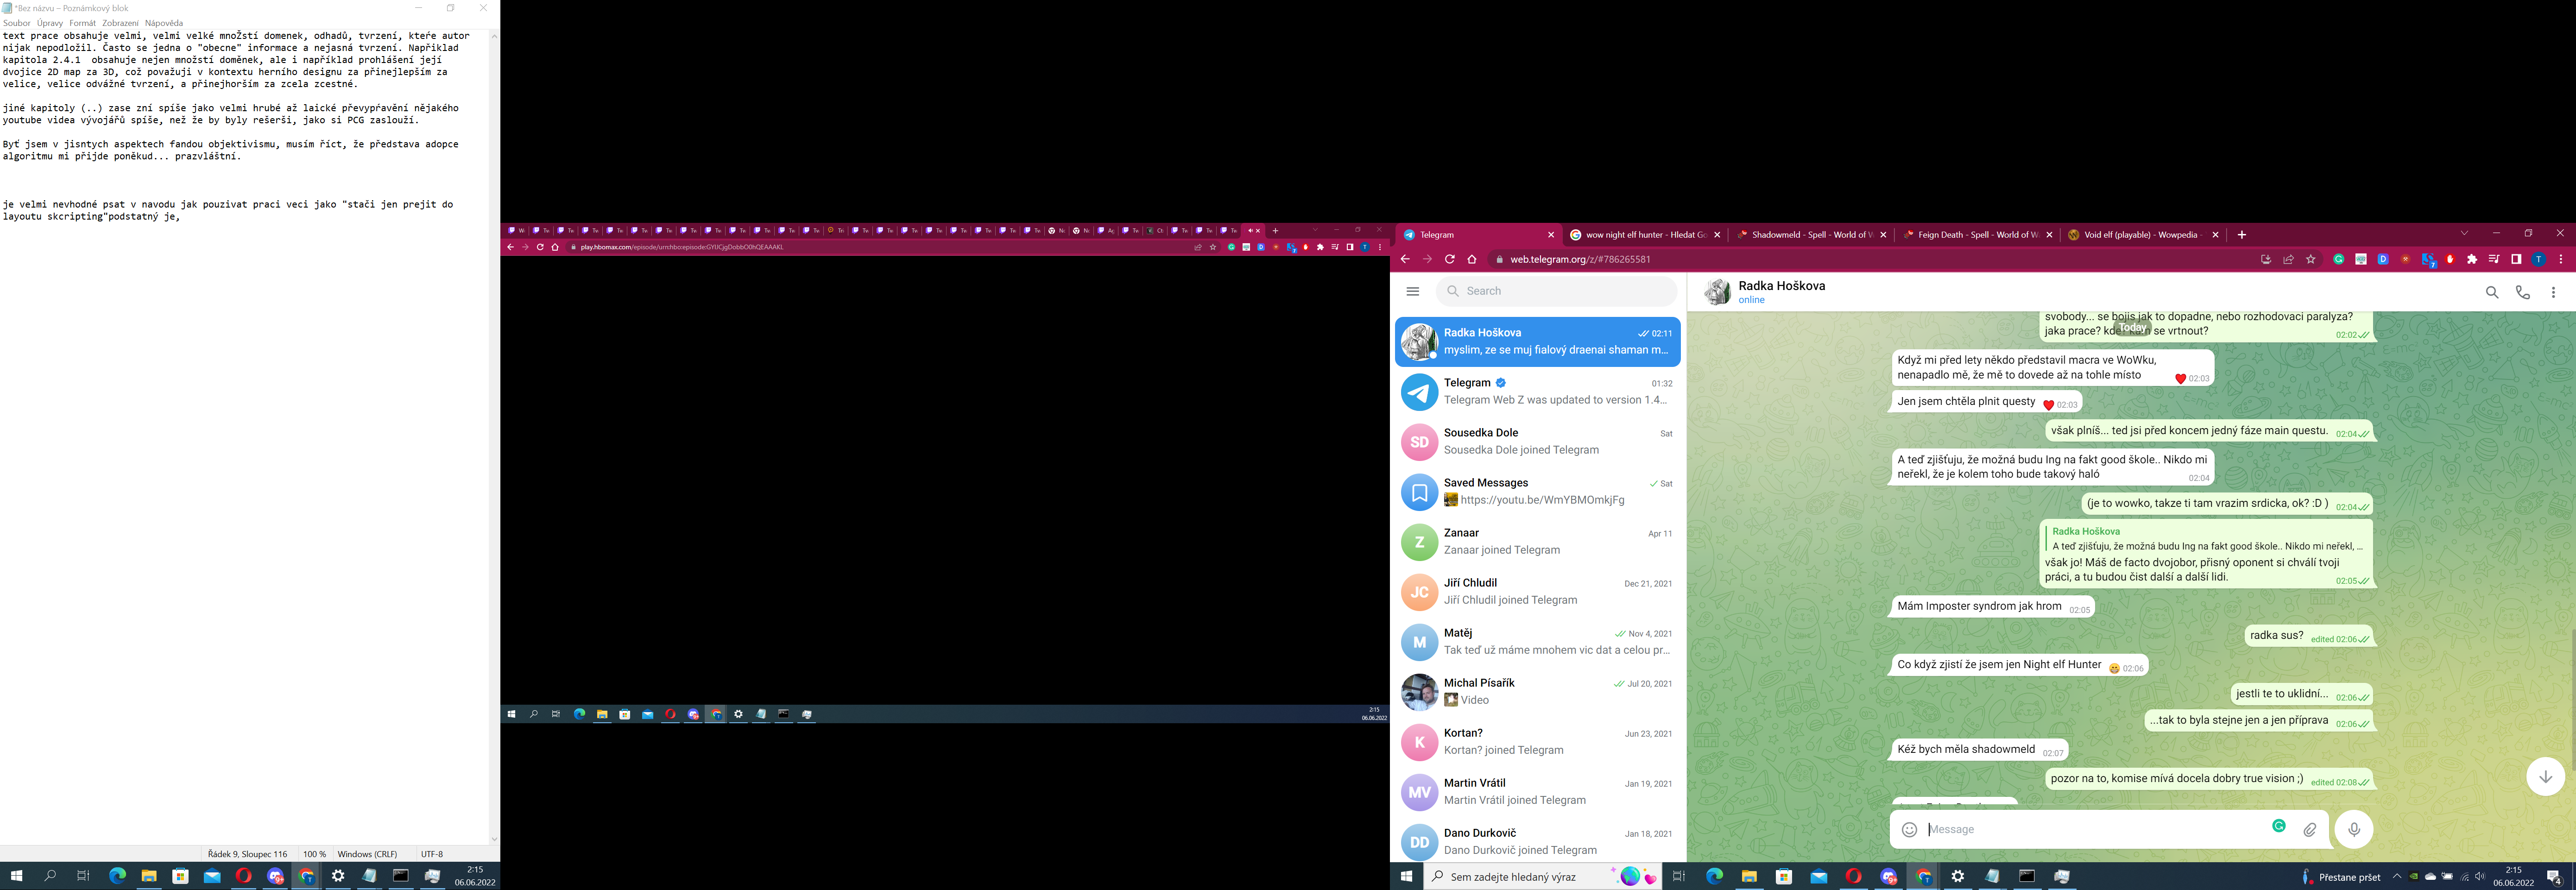 *Bez názvu – Poznámkový blok
Soubor Úpravy Formát Zobrazení Nápověda
text prace obsahuje velmi, velmi velké množstí domenek, odhadů, tvrzení, kteŕe autor
nijak nepodložil. Často se jedna o "obecne" informace a nejasná tvrzení. Napřiklad
kapitola 2.4.1  obsahuje nejen množstí doměnek, ale i například prohlášení její
dvojice 2D map za 3D, což považuji v kontextu herního designu za přinejlepším za
velice, velice odvážné tvrzení, a přinejhorším za zcela zcestné.
jiné kapitoly (..) zase zní spíše jako velmi hrubé až laické převypŕavění nějakého
youtube videa vývojářů spíše, než že by byly rešerši, jako si PCG zaslouží.
Byť jsem v jisntych aspektech fandou objektivismu, musím říct, že představa adopce
algoritmu mi přijde poněkud... prazvláštní.
je velmi nevhodné psat v navodu jak pouzivat praci veci jako "stači jen prejit do
layoutu skcripting"podstatný je,
Řádek 9, Sloupec 116 100 % Windows (CRLF) UTF-8
2:15
06.06.2022
play.hbomax.com/episode/urn:hbo:episode:GYIJCjgDobbO0hQEAAAKL
2:15
06.06.2022
Telegram
wow night elf hunter - Hledat Go
Shadowmeld - Spell - World of W
Feign Death - Spell - World of W
Void elf (playable) - Wowpedia -
web.telegram.org/z/#786265581
Search
Radka Hoškova 02:11
myslim, ze se muj fialový draenai shaman m...
Telegram 01:32
Telegram Web Z was updated to version 1.4...
SD
Sousedka Dole Sat
Sousedka Dole joined Telegram
Saved Messages Sat
https://youtu.be/WmYBMOmkjFg
Z
Zanaar Apr 11
Zanaar joined Telegram
JC
Jiří Chludil Dec 21, 2021
Jiří Chludil joined Telegram
M
Matěj Nov 4, 2021
Tak teď už máme mnohem vic dat a celou pr...
Michal Písařík Jul 20, 2021
Video
K
Kortan? Jun 23, 2021
Kortan? joined Telegram
MV
Martin Vrátil Jan 19, 2021
Martin Vrátil joined Telegram
DD
Dano Durkovič Jan 18, 2021
Dano Durkovič joined Telegram
Radka Hoškova
online
Today
svobody... se bojis jak to dopadne, nebo rozhodovaci paralyza?
jaka prace? kde? kam se vrtnout? 02:02
Když mi před lety někdo představil macra ve WoWku,
nenapadlo mě, že mě to dovede až na tohle místo 02:03
Jen jsem chtěla plnit questy 02:03
však plníš... ted jsi před koncem jedný fáze main questu. 02:04
A teď zjišťuju, že možná budu Ing na fakt good škole.. Nikdo mi
neřekl, že je kolem toho bude takový haló 02:04
(je to wowko, takze ti tam vrazim srdicka, ok? :D ) 02:04
Radka Hoškova
A teď zjišťuju, že možná budu Ing na fakt good škole.. Nikdo mi neřekl, ...
však jo! Máš de facto dvojobor, přisný oponent si chválí tvoji
práci, a tu budou čist další a další lidi. 02:05
Mám Imposter syndrom jak hrom 02:05
radka sus? edited 02:06
Co když zjistí že jsem jen Night elf Hunter 02:06
jestli te to uklidní... 02:06
...tak to byla stejne jen a jen příprava 02:06
Kéž bych měla shadowmeld 02:07
pozor na to, komise mívá docela dobry true vision ;) edited 02:08
Message
Sem zadejte hledaný výraz
Přestane pršet
2:15
06.06.2022